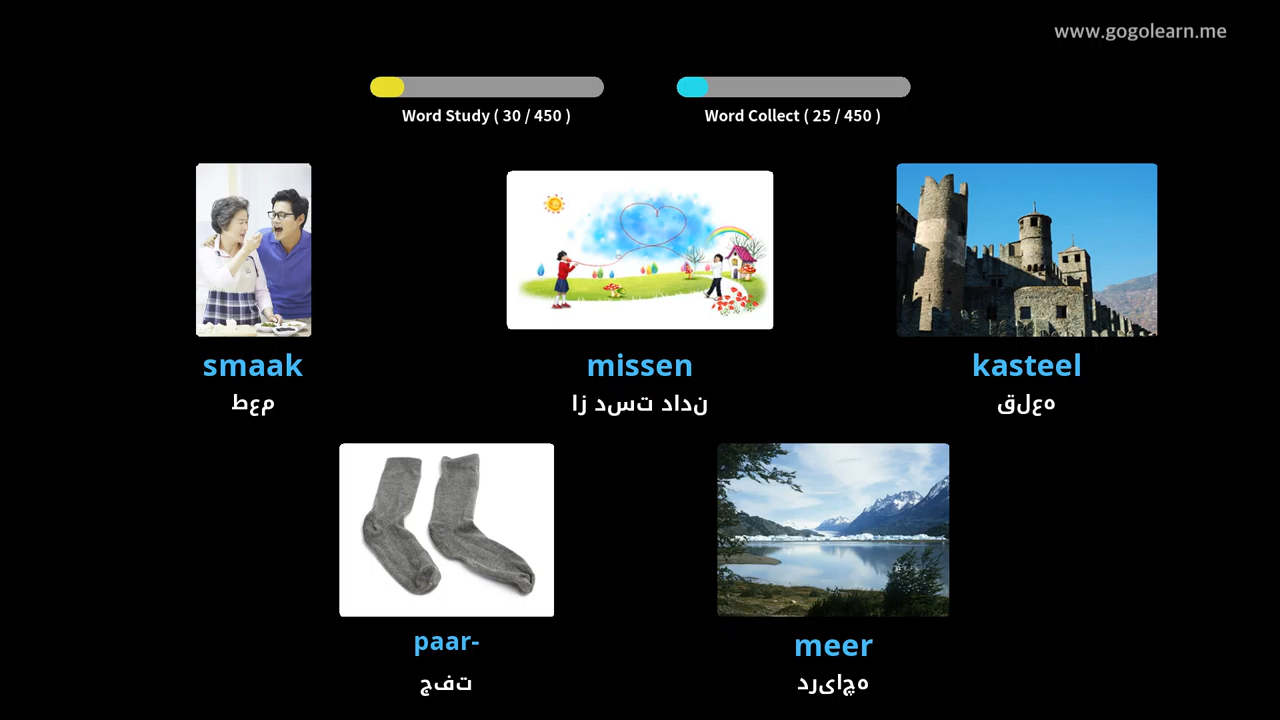 www.gogolearn.me
Word Study ( 30 / 450 )
Word Collect ( 25 / 450 )
smaak
طعم
missen
از دست دادن
kasteel
قلعه
paar-
جفت
meer
دریاچه